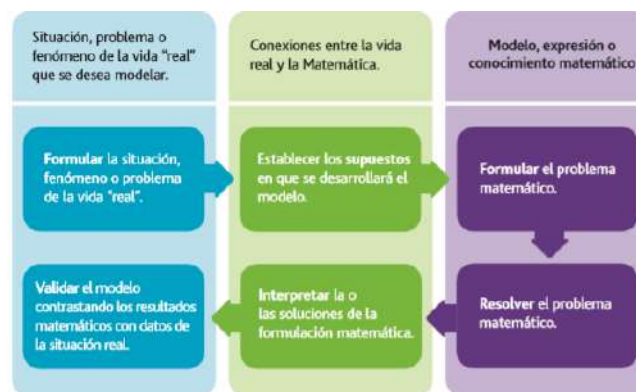 Situación, problema o
fenómeno de la vida "real"
que se desea modelar.
Conexiones entre la vida
real y la Matemática.
Modelo, expresión o
conocimiento matemático
Formular la situación,
fenómeno o problema
de la vida "real".
Establecer los supuestos
en que se desarrollará el
modelo.
Formular el problema
matemático.
Validar el modelo
contrastando los resultados
matemáticos con datos de
la situación real.
Interpretar la o
las soluciones de la
formulación matemática.
Resolver el problema
matemático.